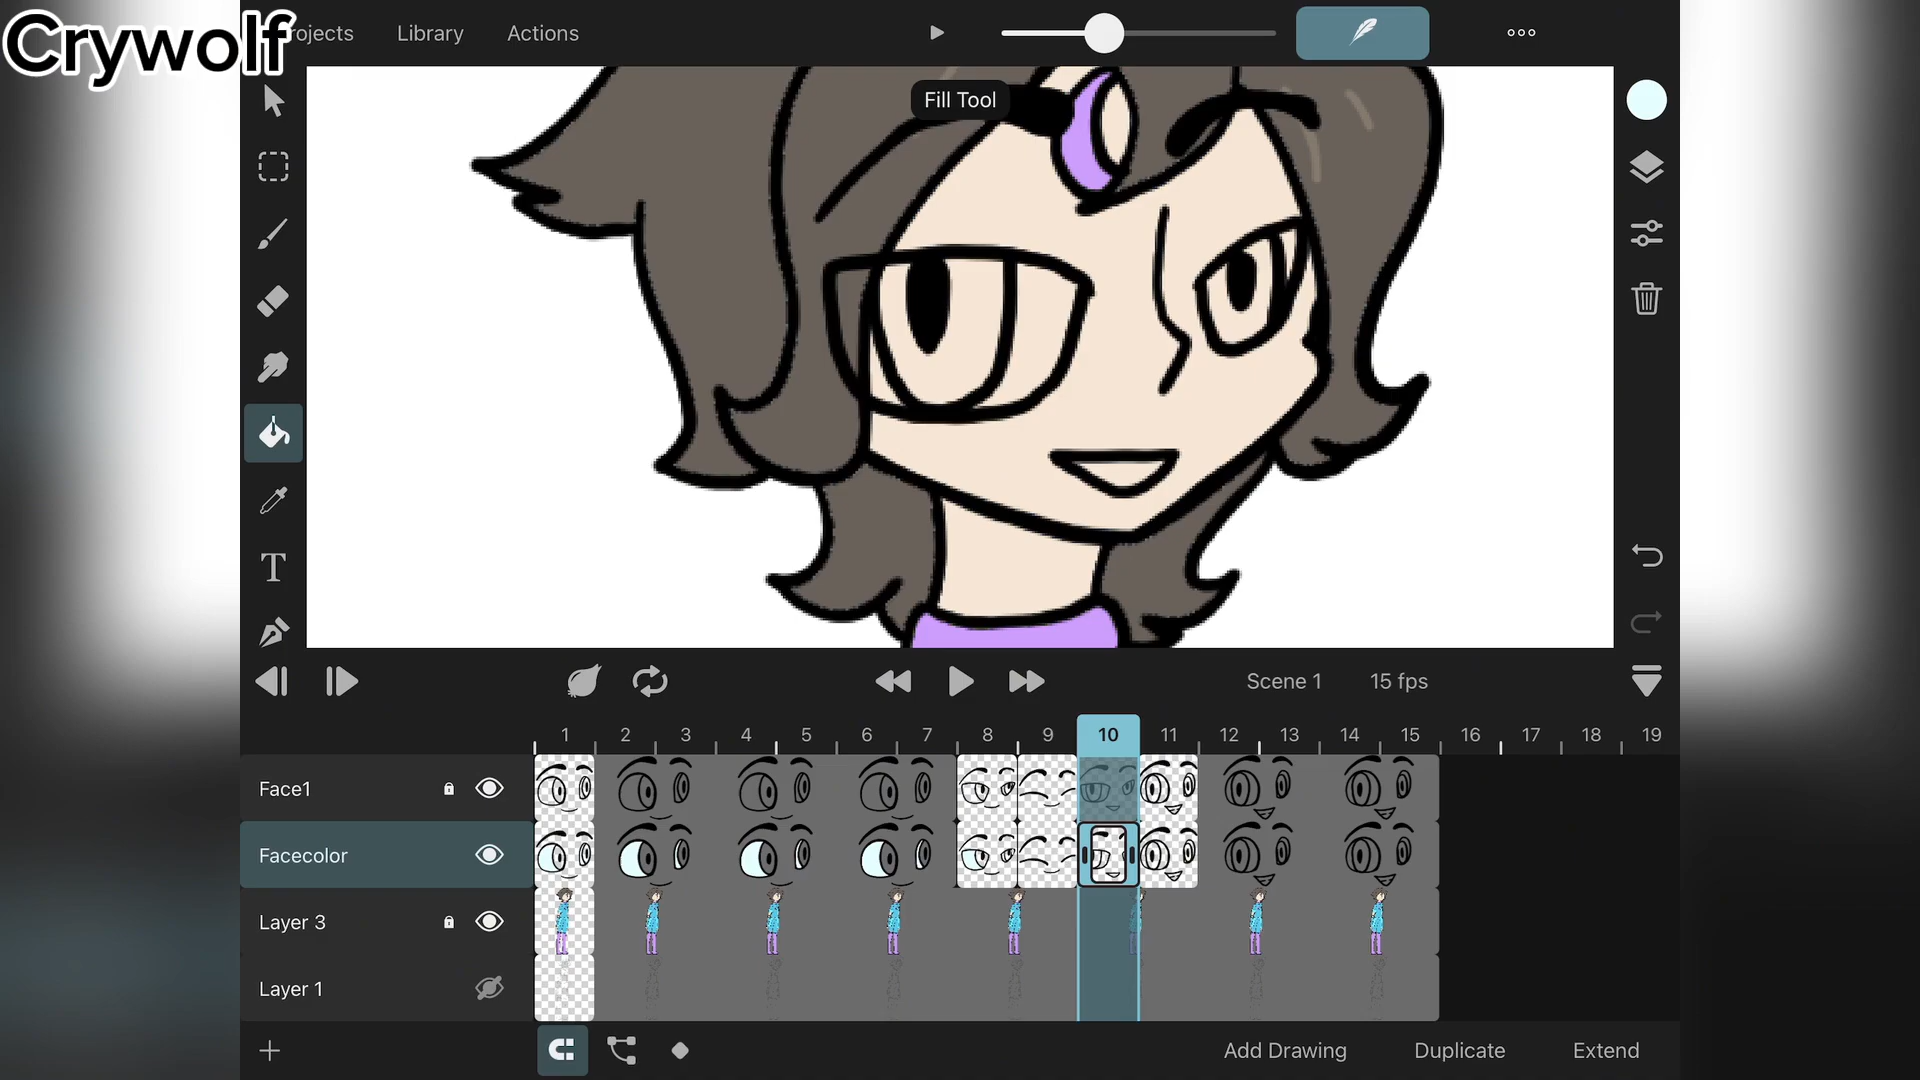 Crywolf
rojects Library Actions
Fill Tool
T
Scene 1 15 fps
1 2 3 4 5 6 7 8 9 10 11 12 13 14 15 16 17 18 19
Face1
Facecolor
Layer 3
Layer 1
Add Drawing Duplicate Extend